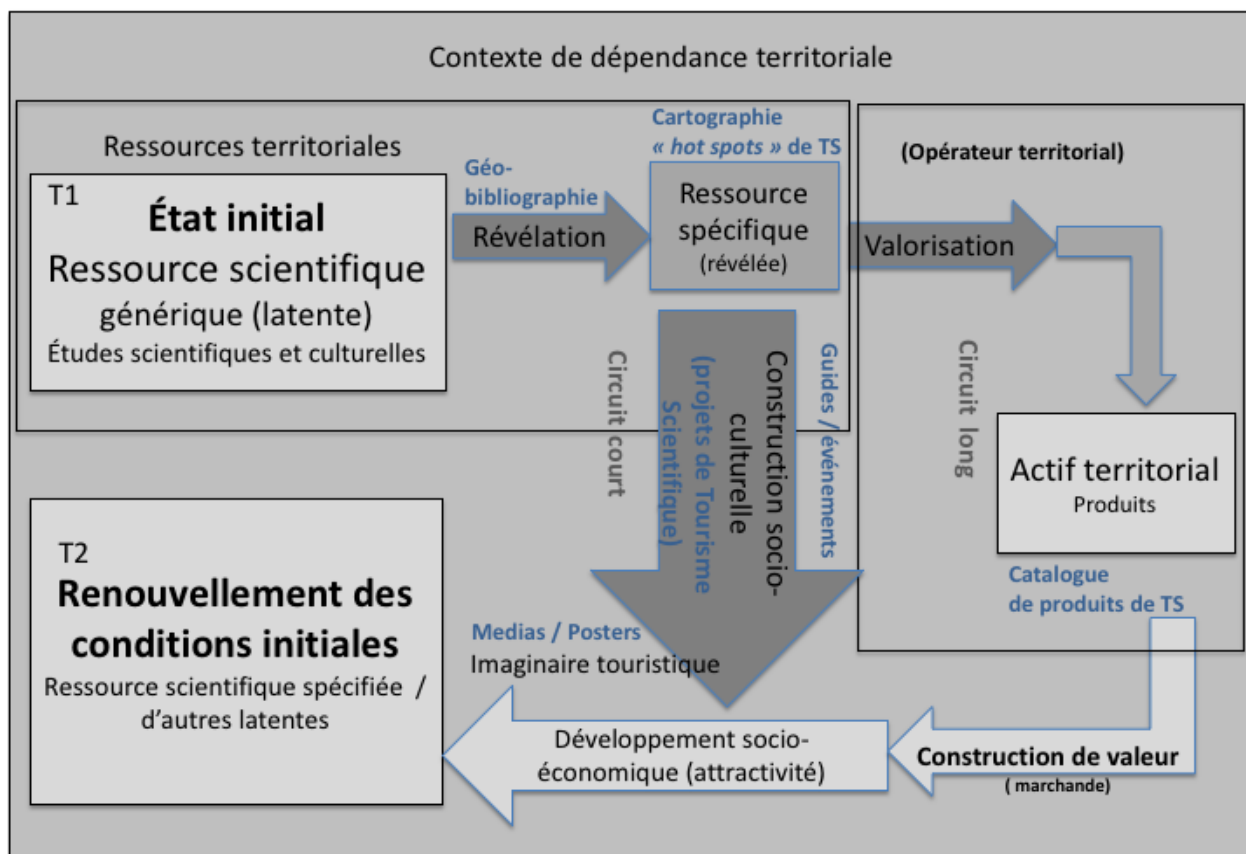 Contexte de dépendance territoriale
Ressources territoriales
T1
État initial
Ressource scientifique
générique (latente)
Études scientifiques et culturelles
Géo-
bibliographie
Révélation
Cartographie
« hot spots » de TS
Ressource
spécifique
(révélée)
(Opérateur territorial)
Valorisation
Circuit court
Construction socio-
culturelle
(projets de Tourisme
Scientifique)
Guides / événements
Circuit long
Actif territorial
Produits
Catalogue
de produits de TS
T2
Renouvellement des
conditions initiales
Ressource scientifique spécifiée /
d'autres latentes
Medias / Posters
Imaginaire touristique
Développement socio-
économique (attractivité)
Construction de valeur
( marchande)